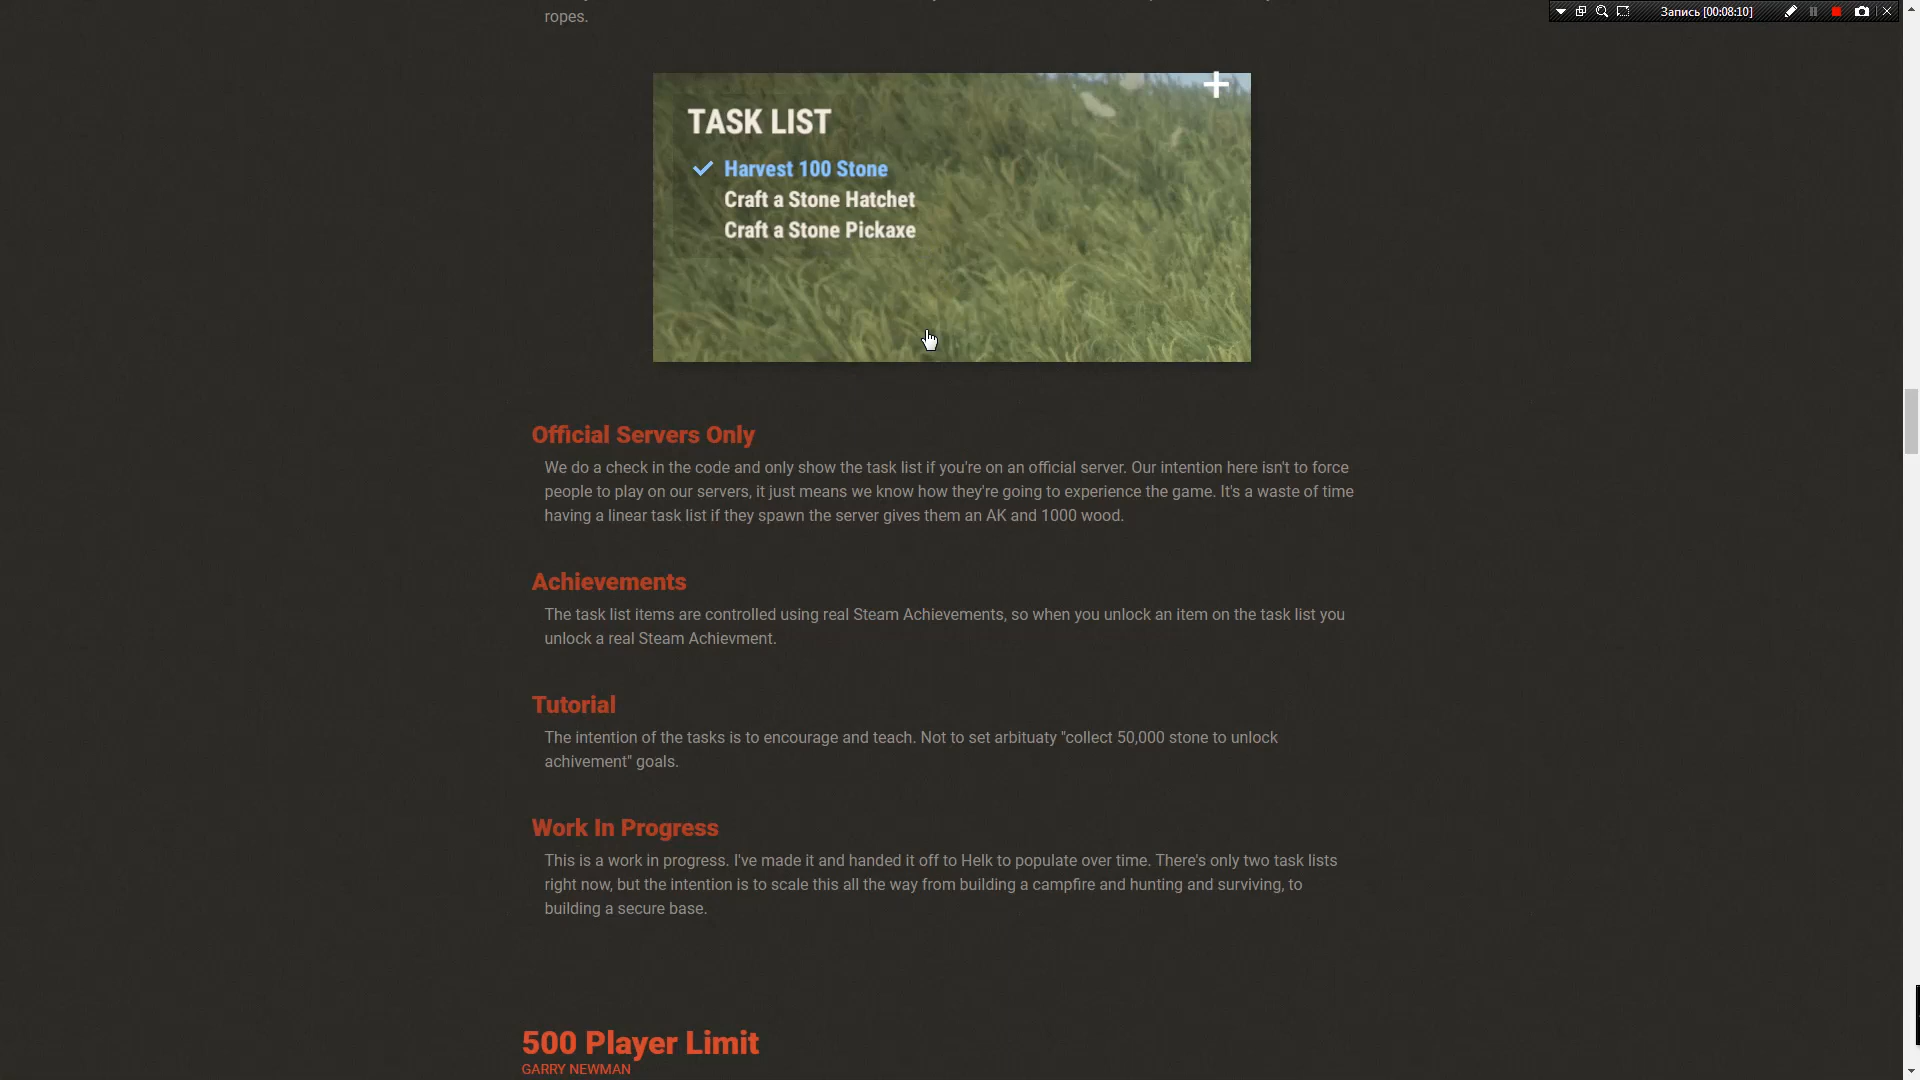 ropes.
Запись [00:08:10]
TASK LIST
Harvest 100 Stone
Craft a Stone Hatchet
Craft a Stone Pickaxe
Official Servers Only
We do a check in the code and only show the task list if you're on an official server. Our intention here isn't to force
people to play on our servers, it just means we know how they're going to experience the game. It's a waste of time
having a linear task list if they spawn the server gives them an AK and 1000 wood.
Achievements
The task list items are controlled using real Steam Achievements, so when you unlock an item on the task list you
unlock a real Steam Achievment.
Tutorial
The intention of the tasks is to encourage and teach. Not to set arbituaty "collect 50,000 stone to unlock
achivement" goals.
Work In Progress
This is a work in progress. I've made it and handed it off to Helk to populate over time. There's only two task lists
right now, but the intention is to scale this all the way from building a campfire and hunting and surviving, to
building a secure base.
500 Player Limit
GARRY NEWMAN